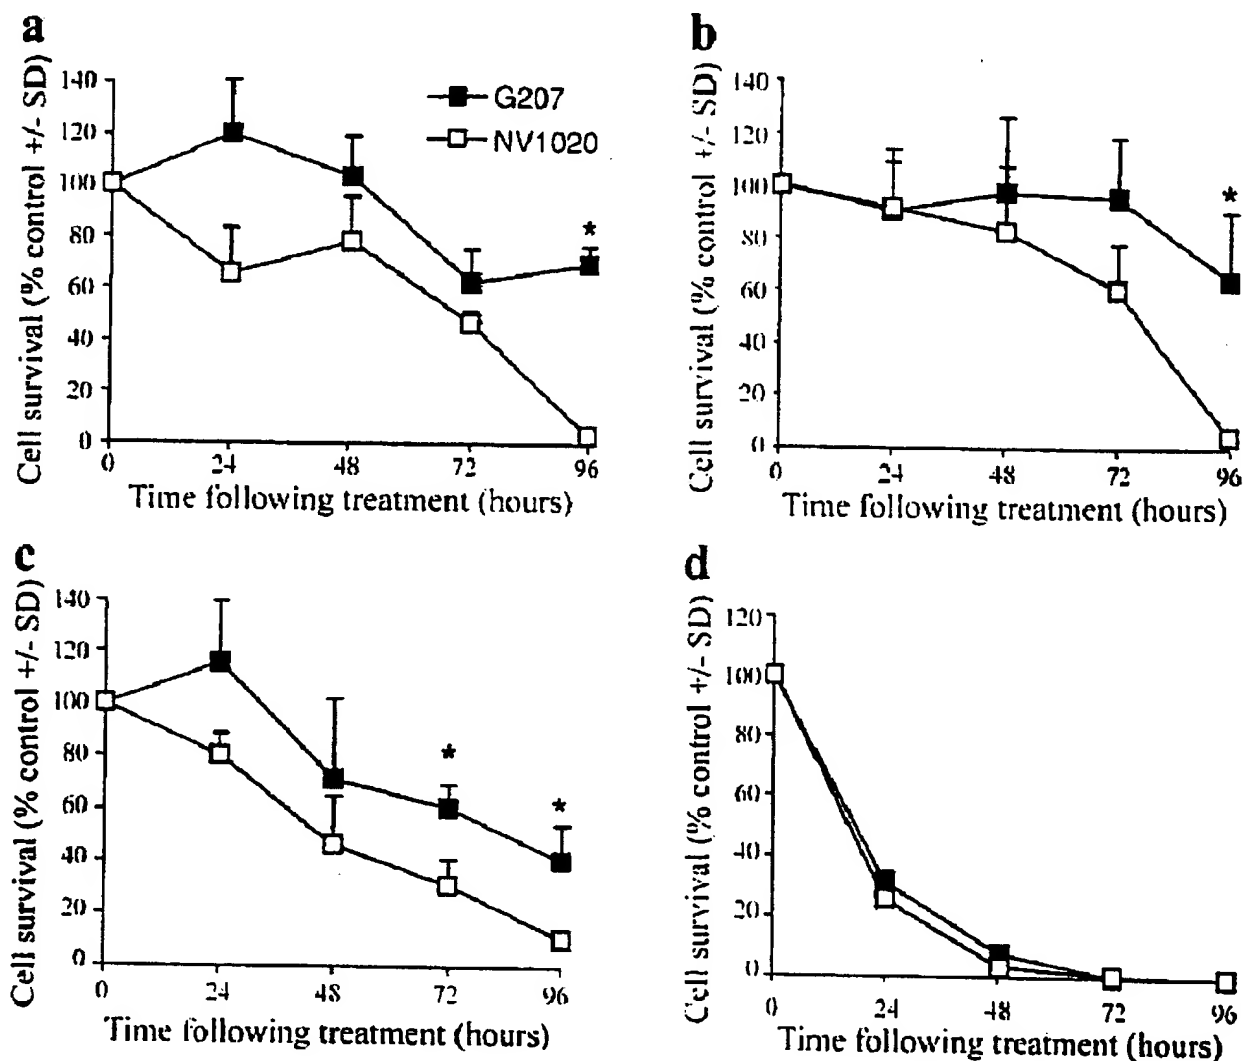 a
Cell survival (% control +/- SD)
140
120
100
80
60
40
20
0
0 24 48 72 96
Time following treatment (hours)
G207
NV1020
*
b
Cell survival (% control +/- SD)
140
120
100
80
60
40
20
0
0 24 48 72 96
Time following treatment (hours)
*
c
Cell survival (% control +/- SD)
140
120
100
80
60
40
20
0
0 24 48 72 96
Time following treatment (hours)
*
*
d
Cell survival (% control +/- SD)
120
100
80
60
40
20
0
0 24 48 72 96
Time following treatment (hours)